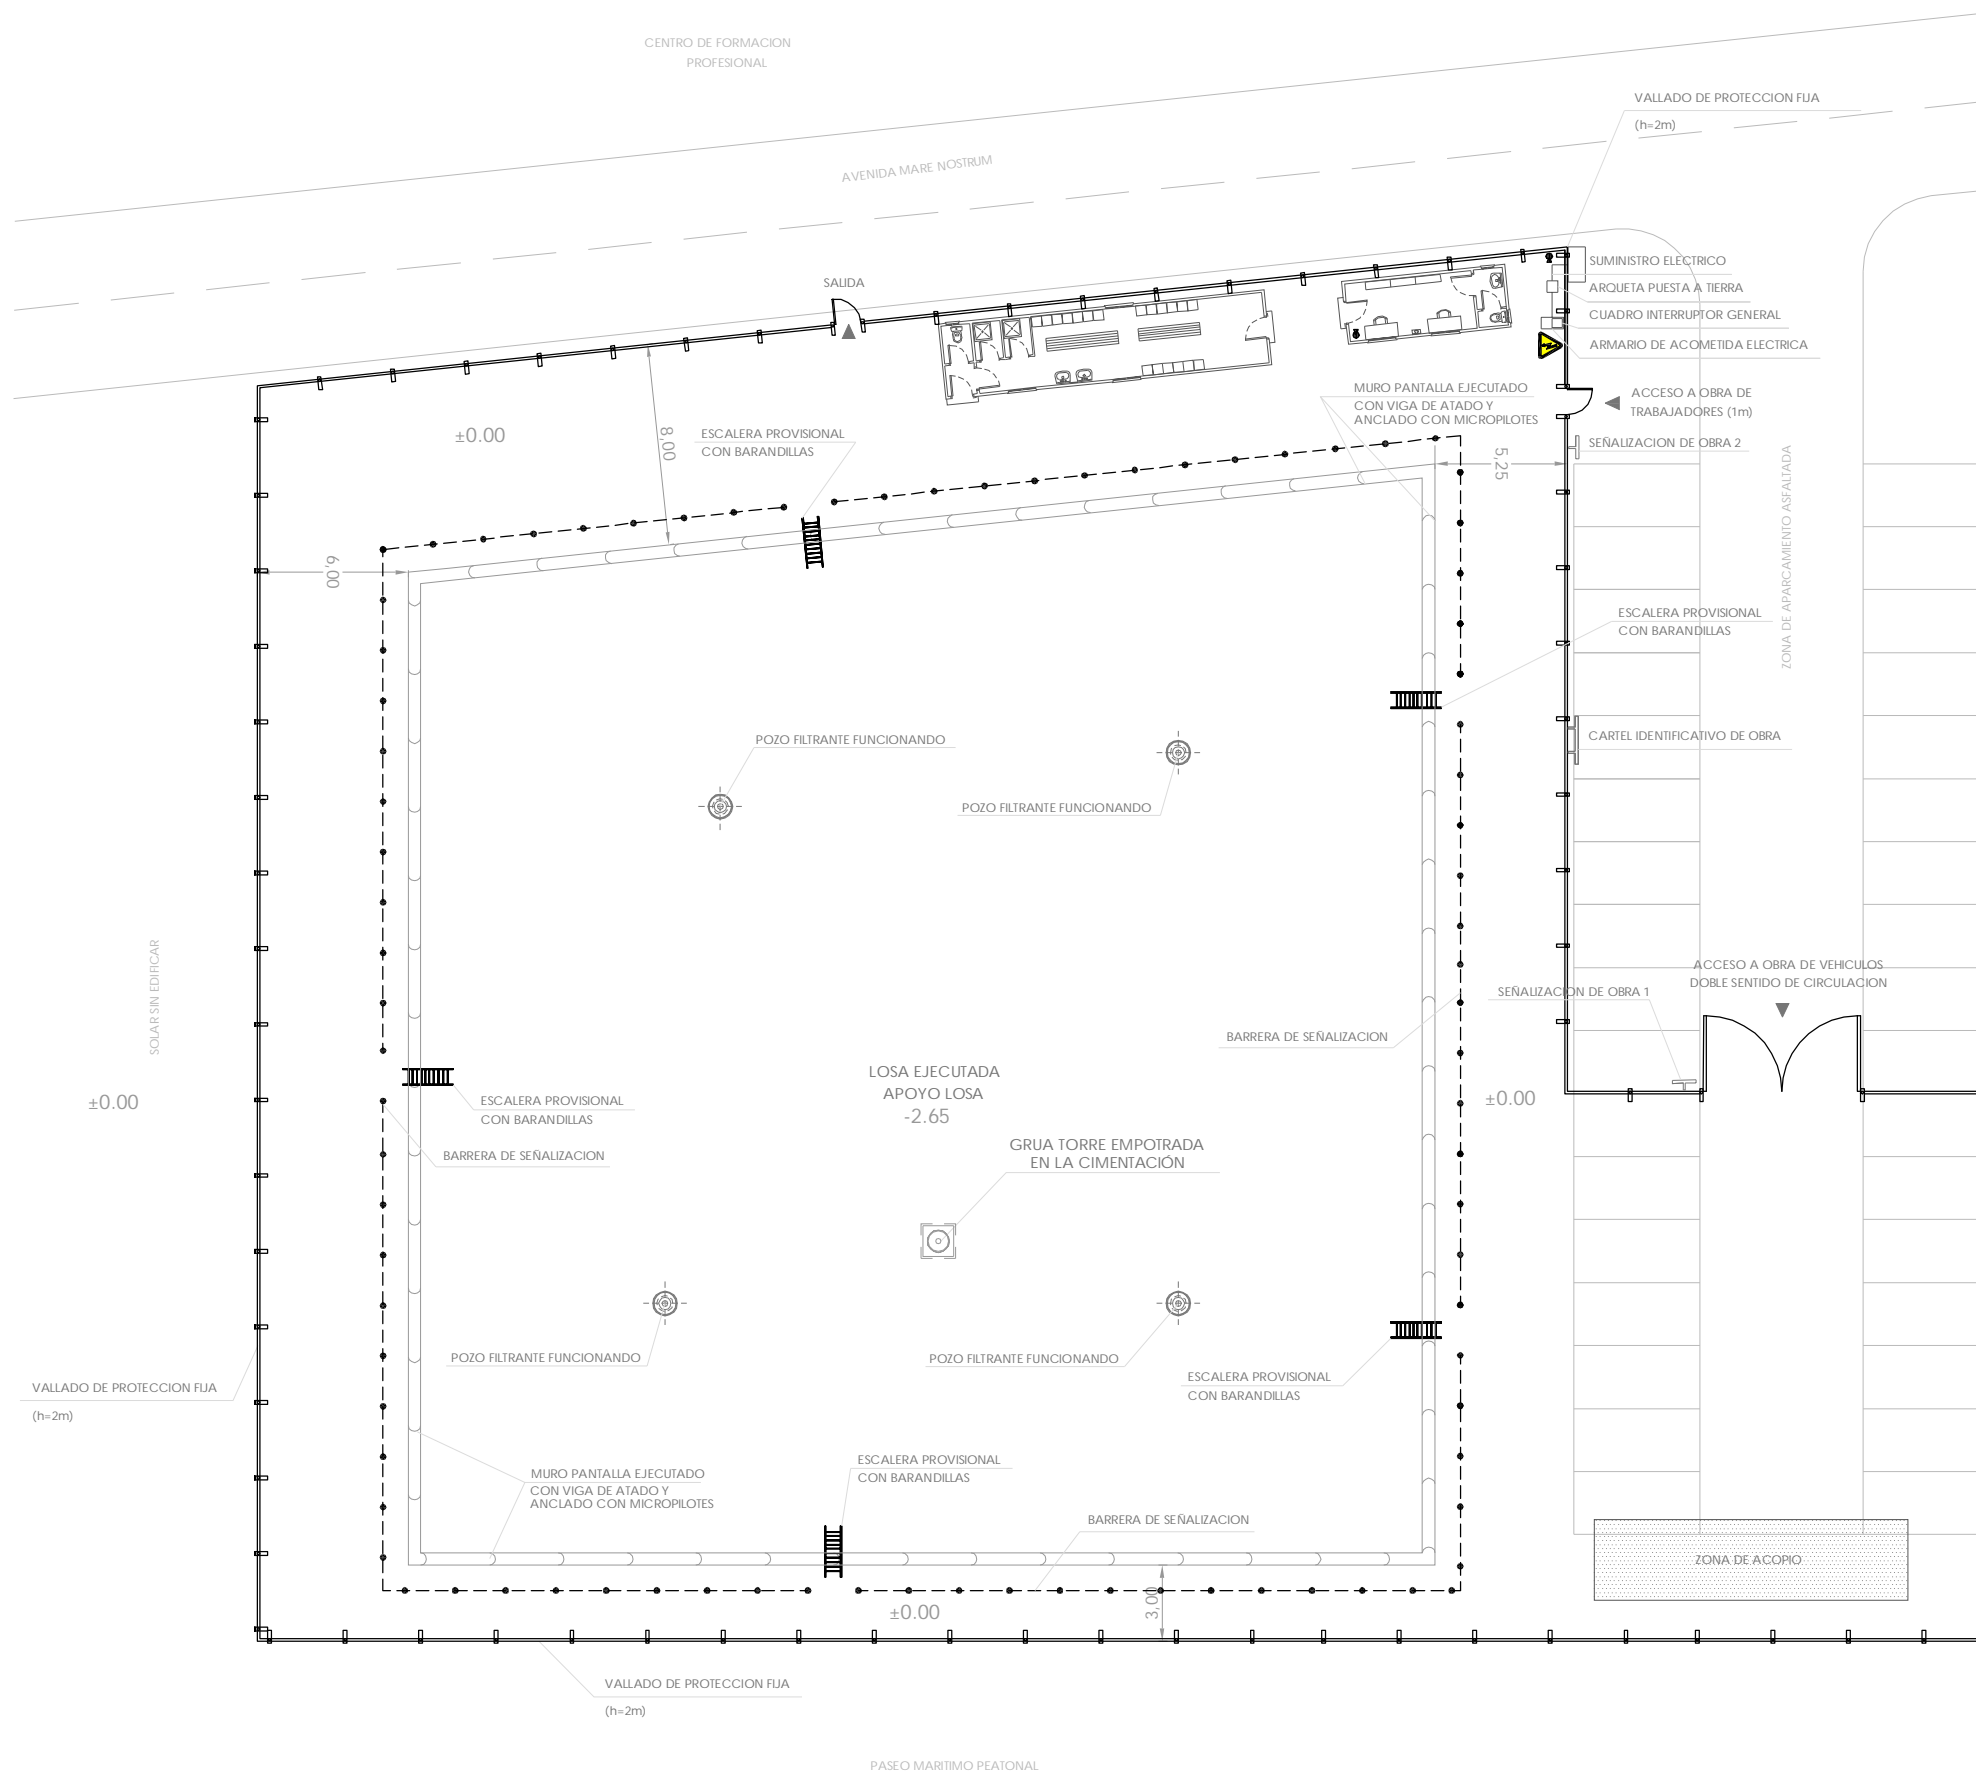 CENTRO DE FORMACION
PROFESIONAL
VALLADO DE PROTECCION FIJA
(h=2m)
AVENIDA MARE NOSTRUM
SALIDA
SUMINISTRO ELECTRICO
ARQUETA PUESTA A TIERRA
CUADRO INTERRUPTOR GENERAL
ARMARIO DE ACOMETIDA ELECTRICA
MURO PANTALLA EJECUTADO
CON VIGA DE ATADO Y
ANCLADO CON MICROPILOTES
ACCESO A OBRA DE
TRABAJADORES (1m)
±0.00
8,00
ESCALERA PROVISIONAL
CON BARANDILLAS
SEÑALIZACION DE OBRA 2
5,25
ZONA DE APARCAMIENTO ASFALTADA
6,00
ESCALERA PROVISIONAL
CON BARANDILLAS
POZO FILTRANTE FUNCIONANDO
CARTEL IDENTIFICATIVO DE OBRA
POZO FILTRANTE FUNCIONANDO
SOLAR SIN EDIFICAR
ACCESO A OBRA DE VEHICULOS
DOBLE SENTIDO DE CIRCULACION
SEÑALIZACION DE OBRA 1
BARRERA DE SEÑALIZACION
LOSA EJECUTADA
APOYO LOSA
-2.65
±0.00
±0.00
ESCALERA PROVISIONAL
CON BARANDILLAS
BARRERA DE SEÑALIZACION
GRUA TORRE EMPOTRADA
EN LA CIMENTACIÓN
POZO FILTRANTE FUNCIONANDO
POZO FILTRANTE FUNCIONANDO
ESCALERA PROVISIONAL
CON BARANDILLAS
VALLADO DE PROTECCION FIJA
(h=2m)
ESCALERA PROVISIONAL
CON BARANDILLAS
MURO PANTALLA EJECUTADO
CON VIGA DE ATADO Y
ANCLADO CON MICROPILOTES
BARRERA DE SEÑALIZACION
ZONA DE ACOPIO
±0.00
3,00
VALLADO DE PROTECCION FIJA
(h=2m)
PASEO MARITIMO PEATONAL